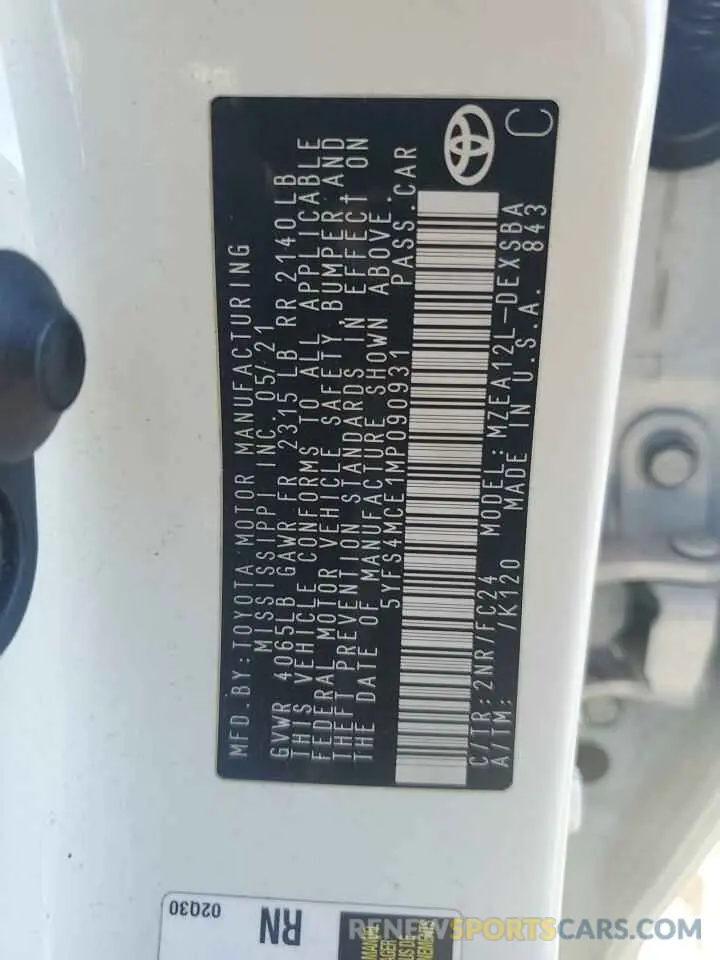 MFD.BY:TOYOTA MOTOR MANUFACTURING
MISSISSIPPI INC. 05/21
GVWR 4065LB GAWR FR 2315 LB RR 2140 LB
THIS VEHICLE CONFORMS TO ALL APPLICABLE
FEDERAL MOTOR VEHICLE SAFETY BUMPER AND
THEFT PREVENTION STANDARDS IN EFFECT ON
THE DATE OF MANUFACTURE SHOWN ABOVE.
5YFS4MCE1MP090931 PASS.CAR
C/TR:2NR/FC24 MODEL:MZEA12L-DEXSBA
A/TM: /K120 MADE IN U.S.A. 843
C
02Q30
RN
MANUAL
RENEWSPORTSCARS.COM